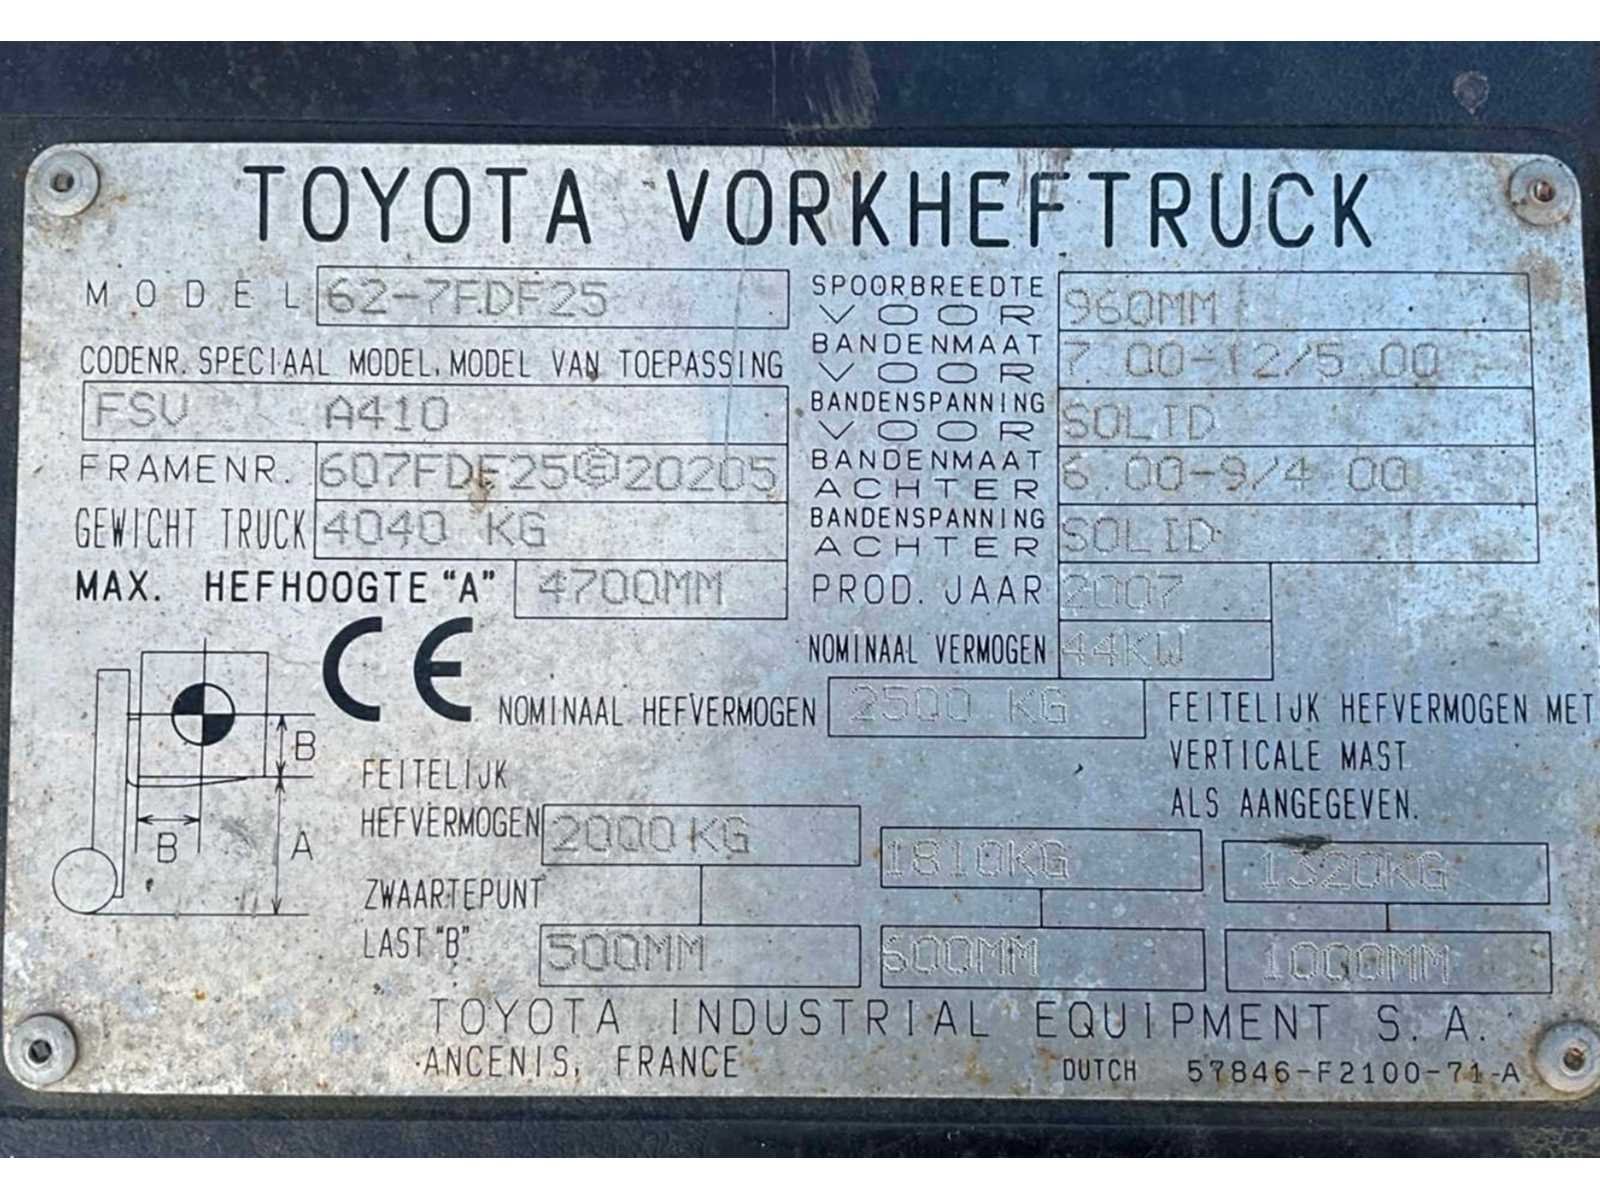 TOYOTA VORKHEFTRUCK
MODEL 62-7FDF25
CODENR. SPECIAAL MODEL, MODEL VAN TOEPASSING
FSV A410
FRAMENR. 607FDF25 E 20205
GEWICHT TRUCK 4040 KG
MAX. HEFHOOGTE "A" 4700MM
SPOORBREEDTE
VOOR 960MM
BANDENMAAT
VOOR 7.00-12/5.00
BANDENSPANNING
VOOR SOLID
BANDENMAAT
ACHTER 6.00-9/4.00
BANDENSPANNING
ACHTER SOLID
PROD. JAAR 2007
NOMINAAL VERMOGEN 44KW
CE
NOMINAAL HEFVERMOGEN 2500 KG
FEITELIJK HEFVERMOGEN MET
VERTICALE MAST
ALS AANGEGEVEN.
B
B
A
FEITELIJK
HEFVERMOGEN 2000KG 1810KG 1320KG
ZWAARTEPUNT
LAST "B" 500MM 600MM 1000MM
TOYOTA INDUSTRIAL EQUIPMENT S.A.
ANCENIS, FRANCE
DUTCH 57846-F2100-71-A